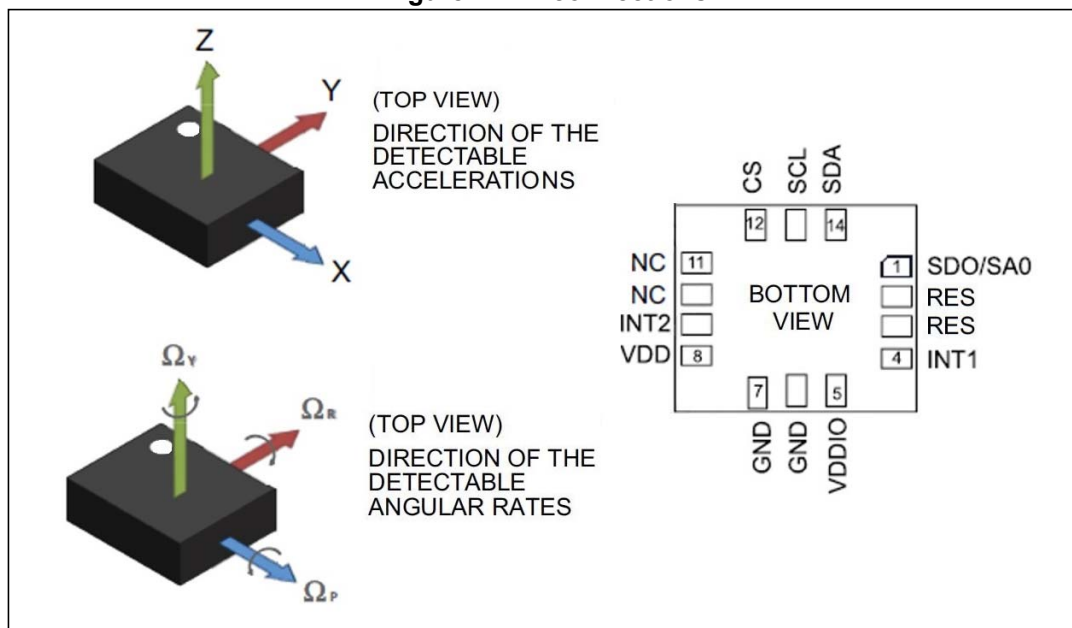 Z
Y
(TOP VIEW)
DIRECTION OF THE
DETECTABLE
ACCELERATIONS
X
ΩY
ΩR
(TOP VIEW)
DIRECTION OF THE
DETECTABLE
ANGULAR RATES
ΩP
CS
SCL
SDA
12
14
NC
11
1
SDO/SA0
NC
RES
BOTTOM
VIEW
INT2
RES
VDD
8
4
INT1
7
5
GND
GND
VDDIO